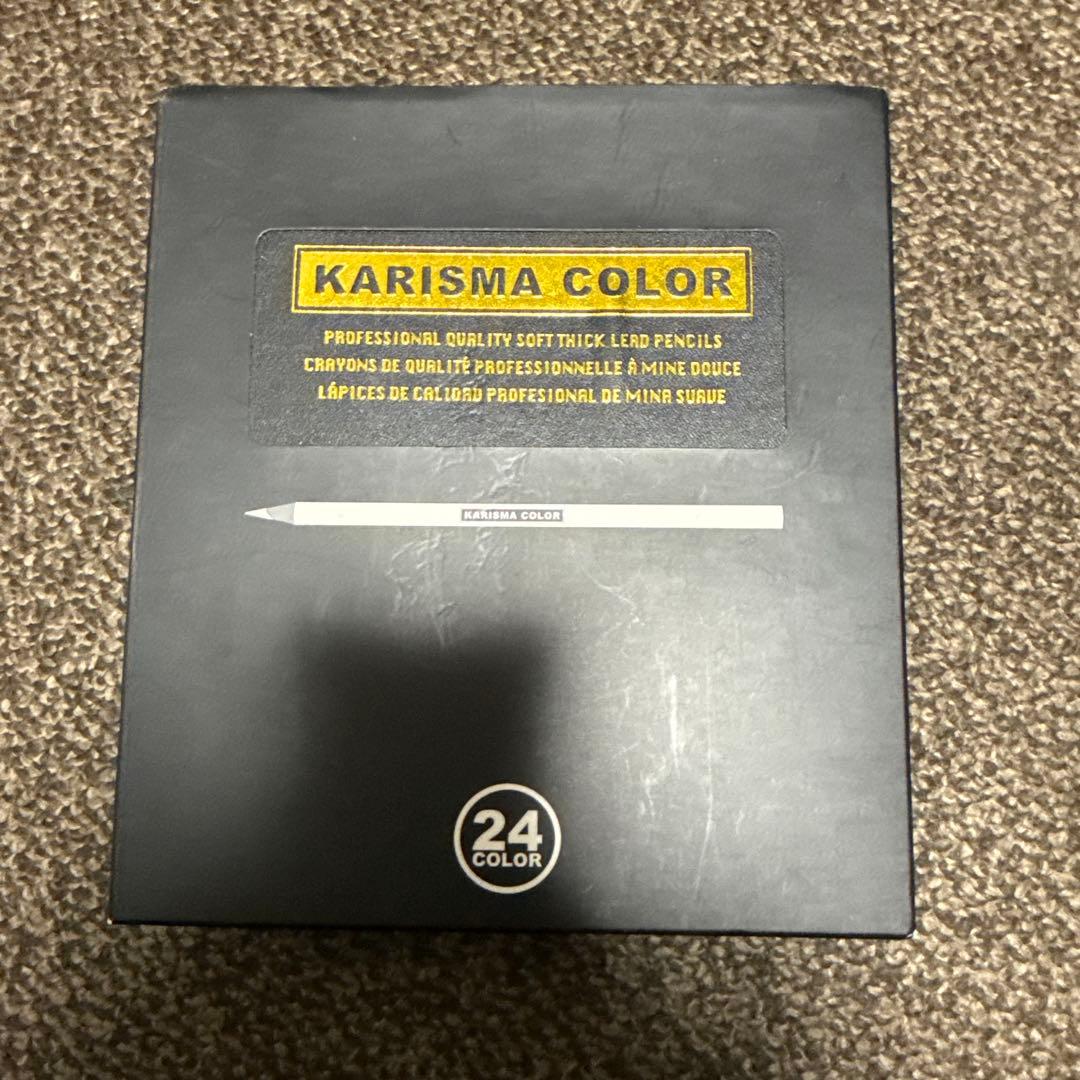 KARISMA COLOR
PROFESSIONAL QUALITY SOFT THICK LEAD PENCILS
CRAYONS DE QUALITÉ PROFESSIONNELLE À MINE DOUCE
LÁPICES DE CALIDAD PROFESIONAL DE MINA SUAVE
KARISMA COLOR
24
COLOR